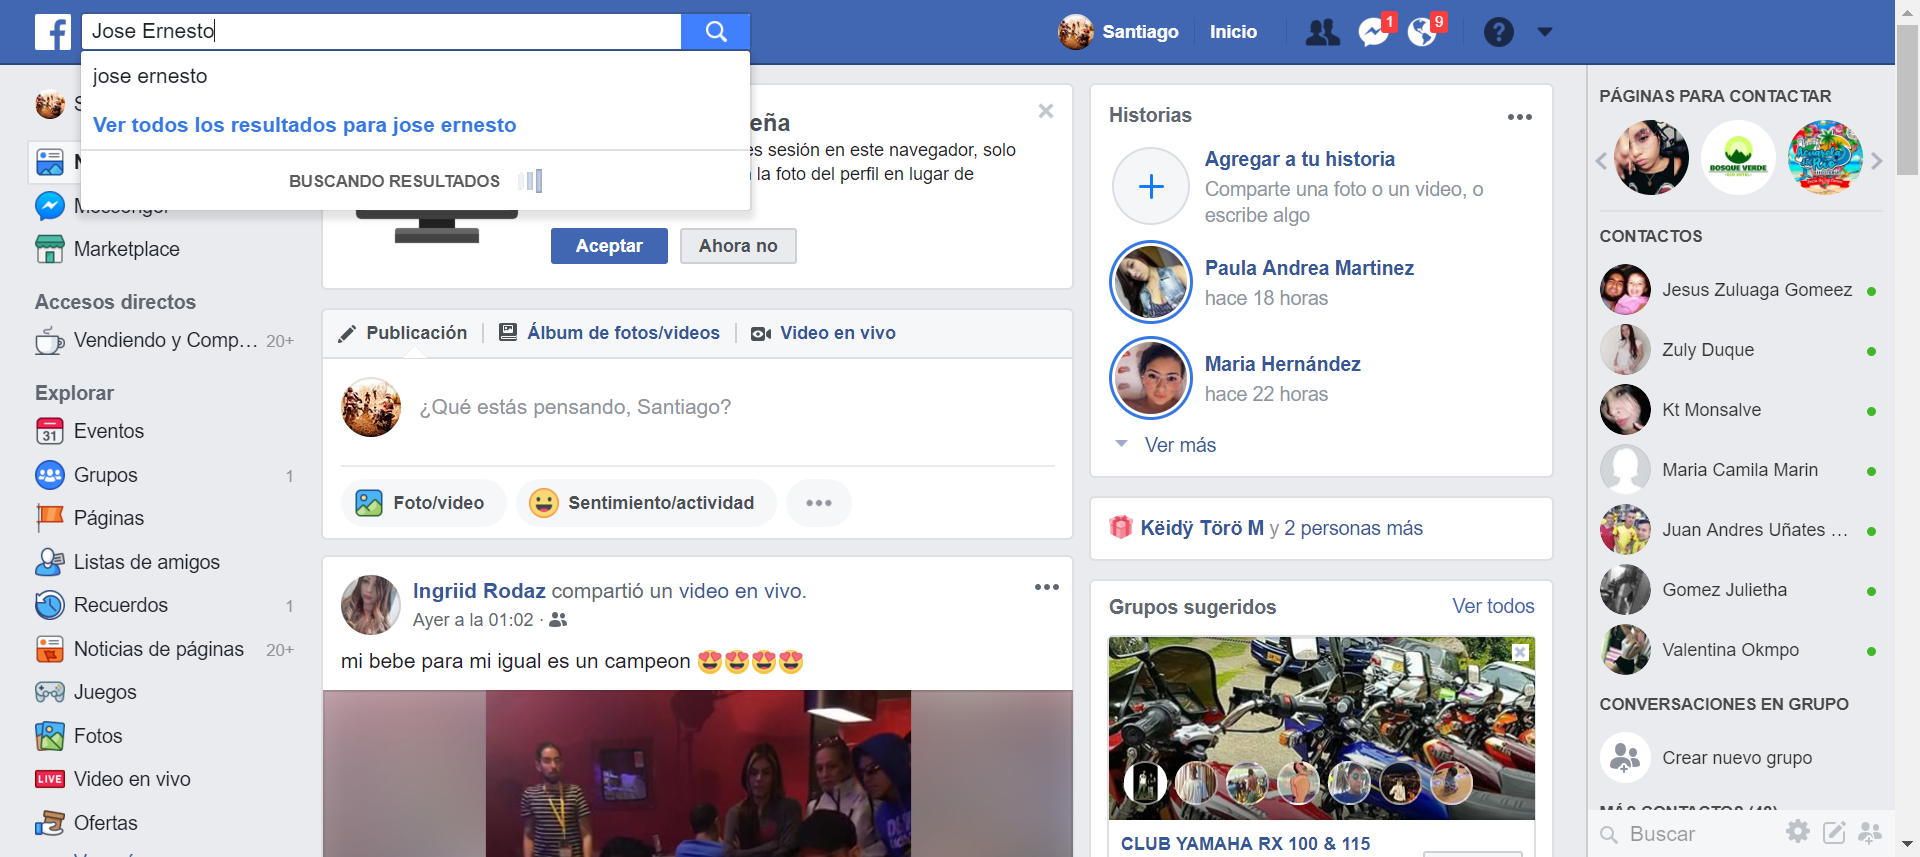 Jose Ernesto
Santiago
Inicio
1
9
jose ernesto
Ver todos los resultados para jose ernesto
BUSCANDO RESULTADOS
Marketplace
Accesos directos
Vendiendo y Comp... 20+
Explorar
31 Eventos
Grupos 1
Páginas
Listas de amigos
Recuerdos 1
Noticias de páginas 20+
Juegos
Fotos
LIVE Video en vivo
Ofertas
eña
es sesión en este navegador, solo
la foto del perfil en lugar de
Aceptar
Ahora no
Publicación
Álbum de fotos/videos
Video en vivo
¿Qué estás pensando, Santiago?
Foto/video
Sentimiento/actividad
Ingriid Rodaz compartió un video en vivo.
Ayer a la 01:02 ·
mi bebe para mi igual es un campeon 😍😍😍😍
Historias
Agregar a tu historia
Comparte una foto o un video, o
escribe algo
Paula Andrea Martinez
hace 18 horas
Maria Hernández
hace 22 horas
Ver más
Këidÿ Törö M y 2 personas más
Grupos sugeridos
Ver todos
CLUB YAMAHA RX 100 & 115
PÁGINAS PARA CONTACTAR
BOSQUE VERDE
CONTACTOS
Jesus Zuluaga Gomeez
Zuly Duque
Kt Monsalve
Maria Camila Marin
Juan Andres Uñates ...
Gomez Julietha
Valentina Okmpo
CONVERSACIONES EN GRUPO
Crear nuevo grupo
Buscar